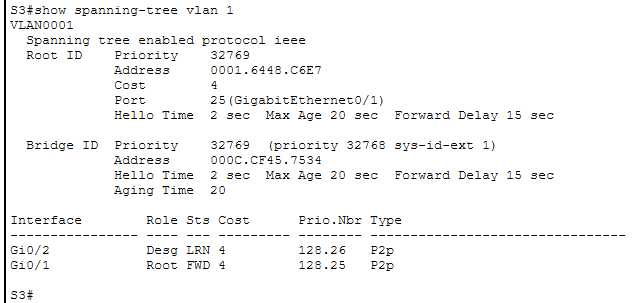 S3#show spanning-tree vlan 1
VLAN0001
  Spanning tree enabled protocol ieee
  Root ID    Priority    32769
             Address     0001.6448.C6E7
             Cost        4
             Port        25(GigabitEthernet0/1)
             Hello Time  2 sec  Max Age 20 sec  Forward Delay 15 sec

  Bridge ID  Priority    32769  (priority 32768 sys-id-ext 1)
             Address     000C.CF45.7534
             Hello Time  2 sec  Max Age 20 sec  Forward Delay 15 sec
             Aging Time  20

Interface        Role Sts Cost      Prio.Nbr Type
---------------- ---- --- --------- -------- --------------------------------
Gi0/2            Desg LRN 4         128.26   P2p
Gi0/1            Root FWD 4         128.25   P2p

S3#